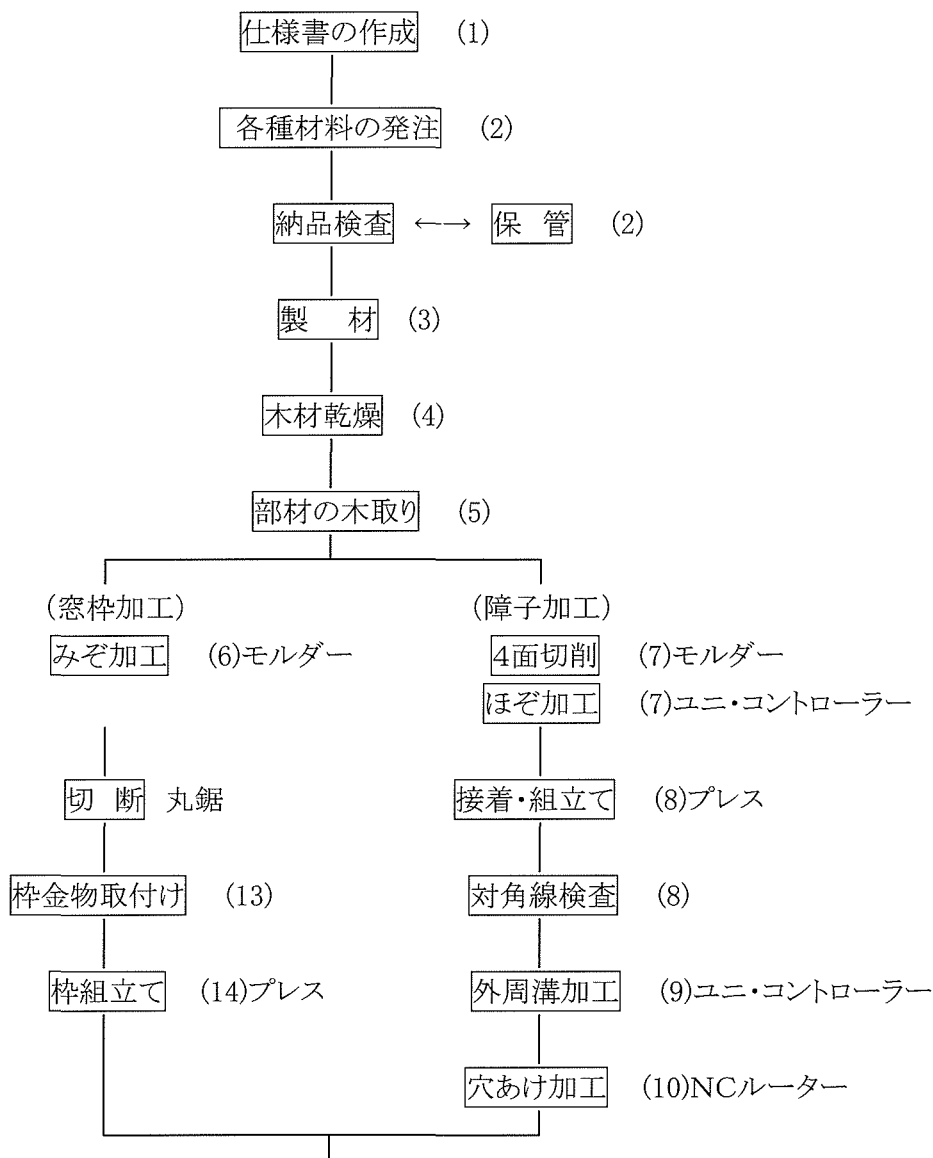 仕様書の作成 (1)
各種材料の発注 (2)
納品検査 ←→ 保 管 (2)
製 材 (3)
木材乾燥 (4)
部材の木取り (5)
(窓枠加工) (障子加工)
みぞ加工 (6)モルダー 4面切削 (7)モルダー
ほぞ加工 (7)ユニ・コントローラー
切 断 丸鋸 接着・組立て (8)プレス
枠金物取付け (13) 対角線検査 (8)
枠組立て (14)プレス 外周溝加工 (9)ユニ・コントローラー
穴あけ加工 (10)NCルーター